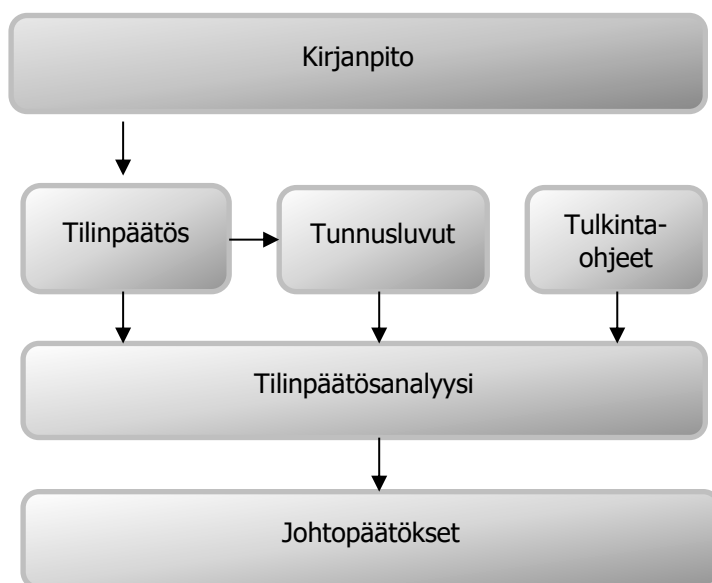 Kirjanpito
Tilinpäätös
Tunnusluvut
Tulkinta-
ohjeet
Tilinpäätösanalyysi
Johtopäätökset